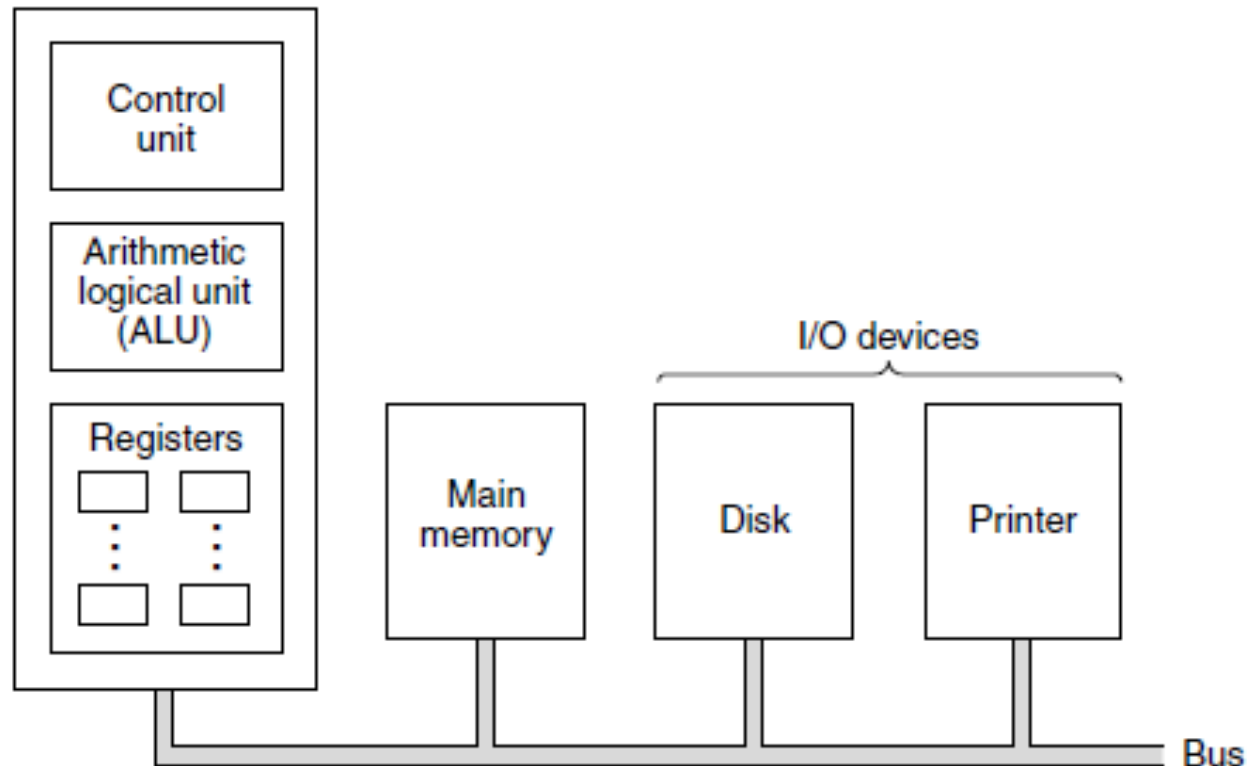 Control
unit
Arithmetic
logical unit
(ALU)
Registers
I/O devices
Main
memory
Disk
Printer
Bus